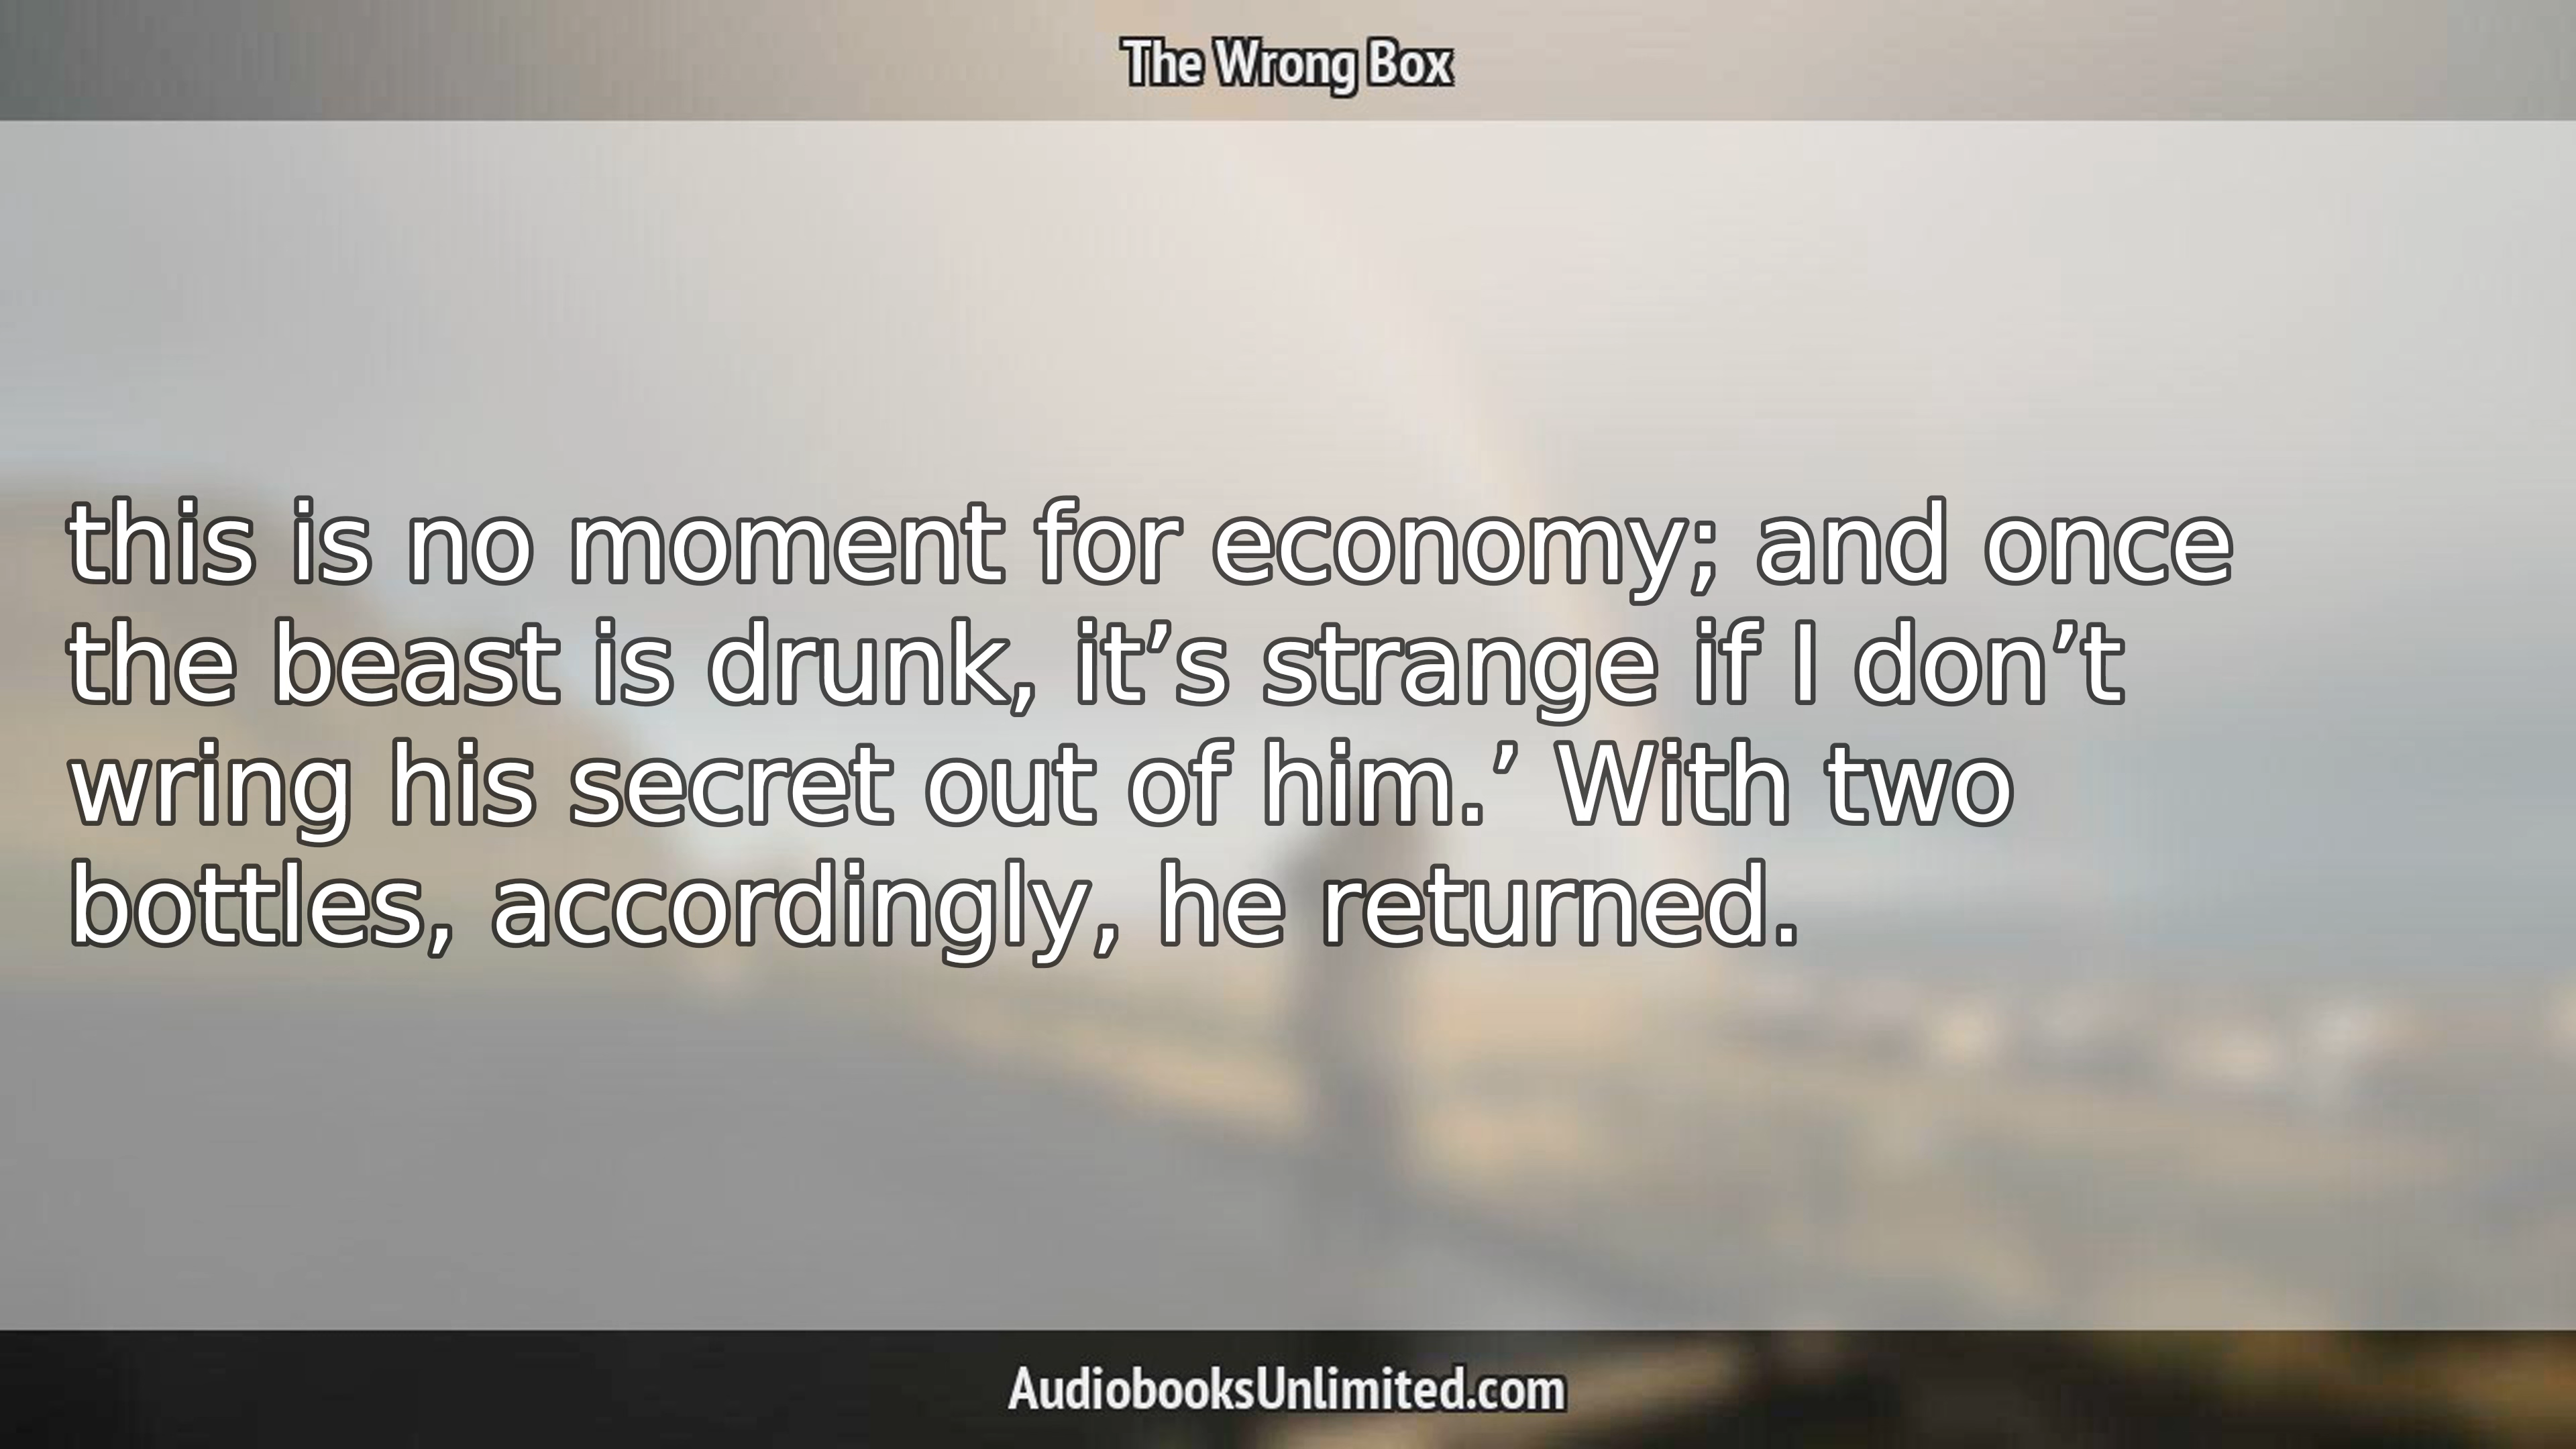 The Wrong Box
this is no moment for economy; and once
the beast is drunk, it’s strange if I don’t
wring his secret out of him.’ With two
bottles, accordingly, he returned.
AudiobooksUnlimited.com